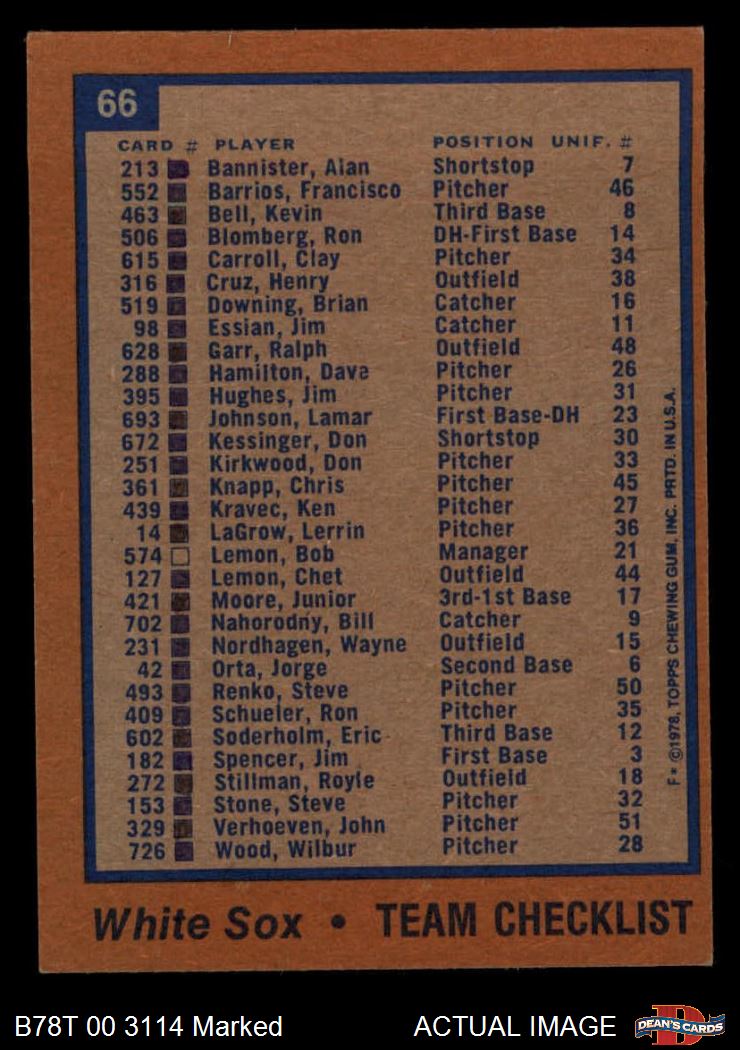 66
CARD # PLAYER POSITION UNIF. #
213 Bannister, Alan Shortstop 7
552 Barrios, Francisco Pitcher 46
463 Bell, Kevin Third Base 8
506 Blomberg, Ron DH-First Base 14
615 Carroll, Clay Pitcher 34
316 Cruz, Henry Outfield 38
519 Downing, Brian Catcher 16
98 Essian, Jim Catcher 11
628 Garr, Ralph Outfield 48
288 Hamilton, Dave Pitcher 26
395 Hughes, Jim Pitcher 31
693 Johnson, Lamar First Base-DH 23
672 Kessinger, Don Shortstop 30
251 Kirkwood, Don Pitcher 33
361 Knapp, Chris Pitcher 45
439 Kravec, Ken Pitcher 27
14 LaGrow, Lerrin Pitcher 36
574 Lemon, Bob Manager 21
127 Lemon, Chet Outfield 44
421 Moore, Junior 3rd-1st Base 17
702 Nahorodny, Bill Catcher 9
231 Nordhagen, Wayne Outfield 15
42 Orta, Jorge Second Base 6
493 Renko, Steve Pitcher 50
409 Schueler, Ron Pitcher 35
602 Soderholm, Eric Third Base 12
182 Spencer, Jim First Base 3
272 Stillman, Royle Outfield 18
153 Stone, Steve Pitcher 32
329 Verhoeven, John Pitcher 51
726 Wood, Wilbur Pitcher 28
F* ©1978, TOPPS CHEWING GUM, INC. PRTD. IN U.S.A.
White Sox • TEAM CHECKLIST
B78T 00 3114 Marked ACTUAL IMAGE DEAN'S CARDS